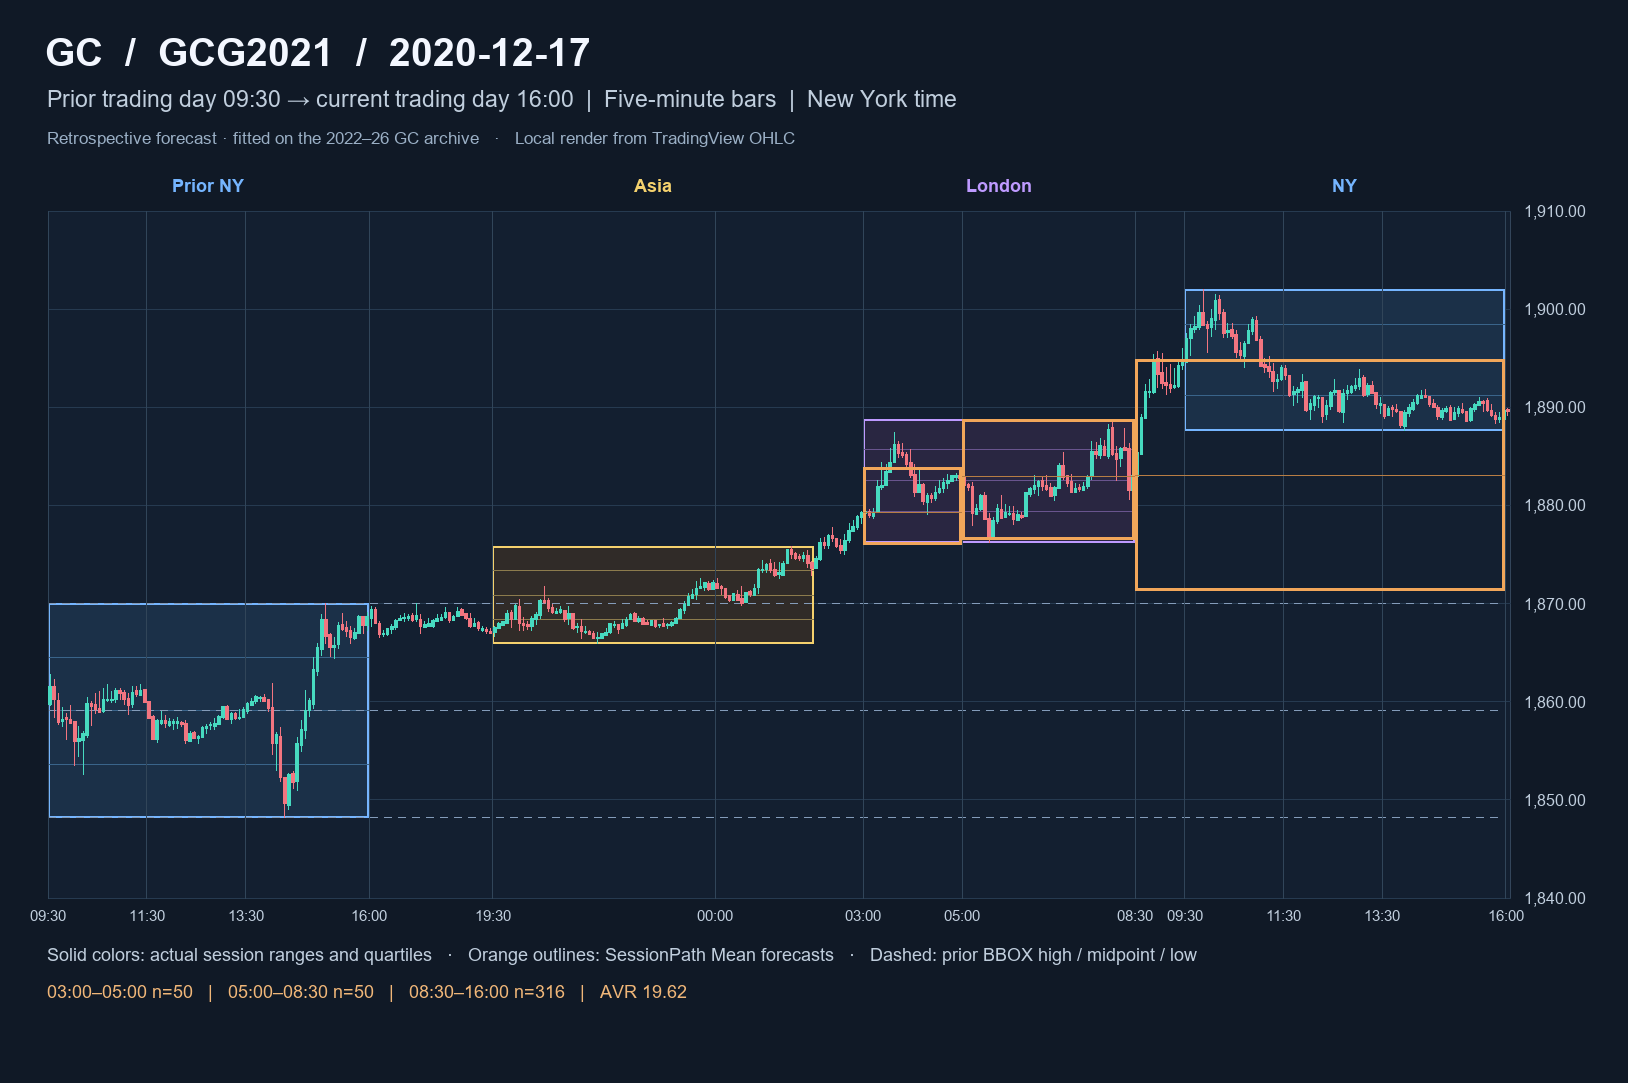 GC / GCG2021 / 2020-12-17
Prior trading day 09:30 → current trading day 16:00 | Five-minute bars | New York time
Retrospective forecast · fitted on the 2022–26 GC archive · Local render from TradingView OHLC
Prior NY Asia London NY
1,910.00
1,900.00
1,890.00
1,880.00
1,870.00
1,860.00
1,850.00
1,840.00
09:30 11:30 13:30 16:00 19:30 00:00 03:00 05:00 08:30 09:30 11:30 13:30 16:00
Solid colors: actual session ranges and quartiles · Orange outlines: SessionPath Mean forecasts · Dashed: prior BBOX high / midpoint / low
03:00–05:00 n=50 | 05:00–08:30 n=50 | 08:30–16:00 n=316 | AVR 19.62